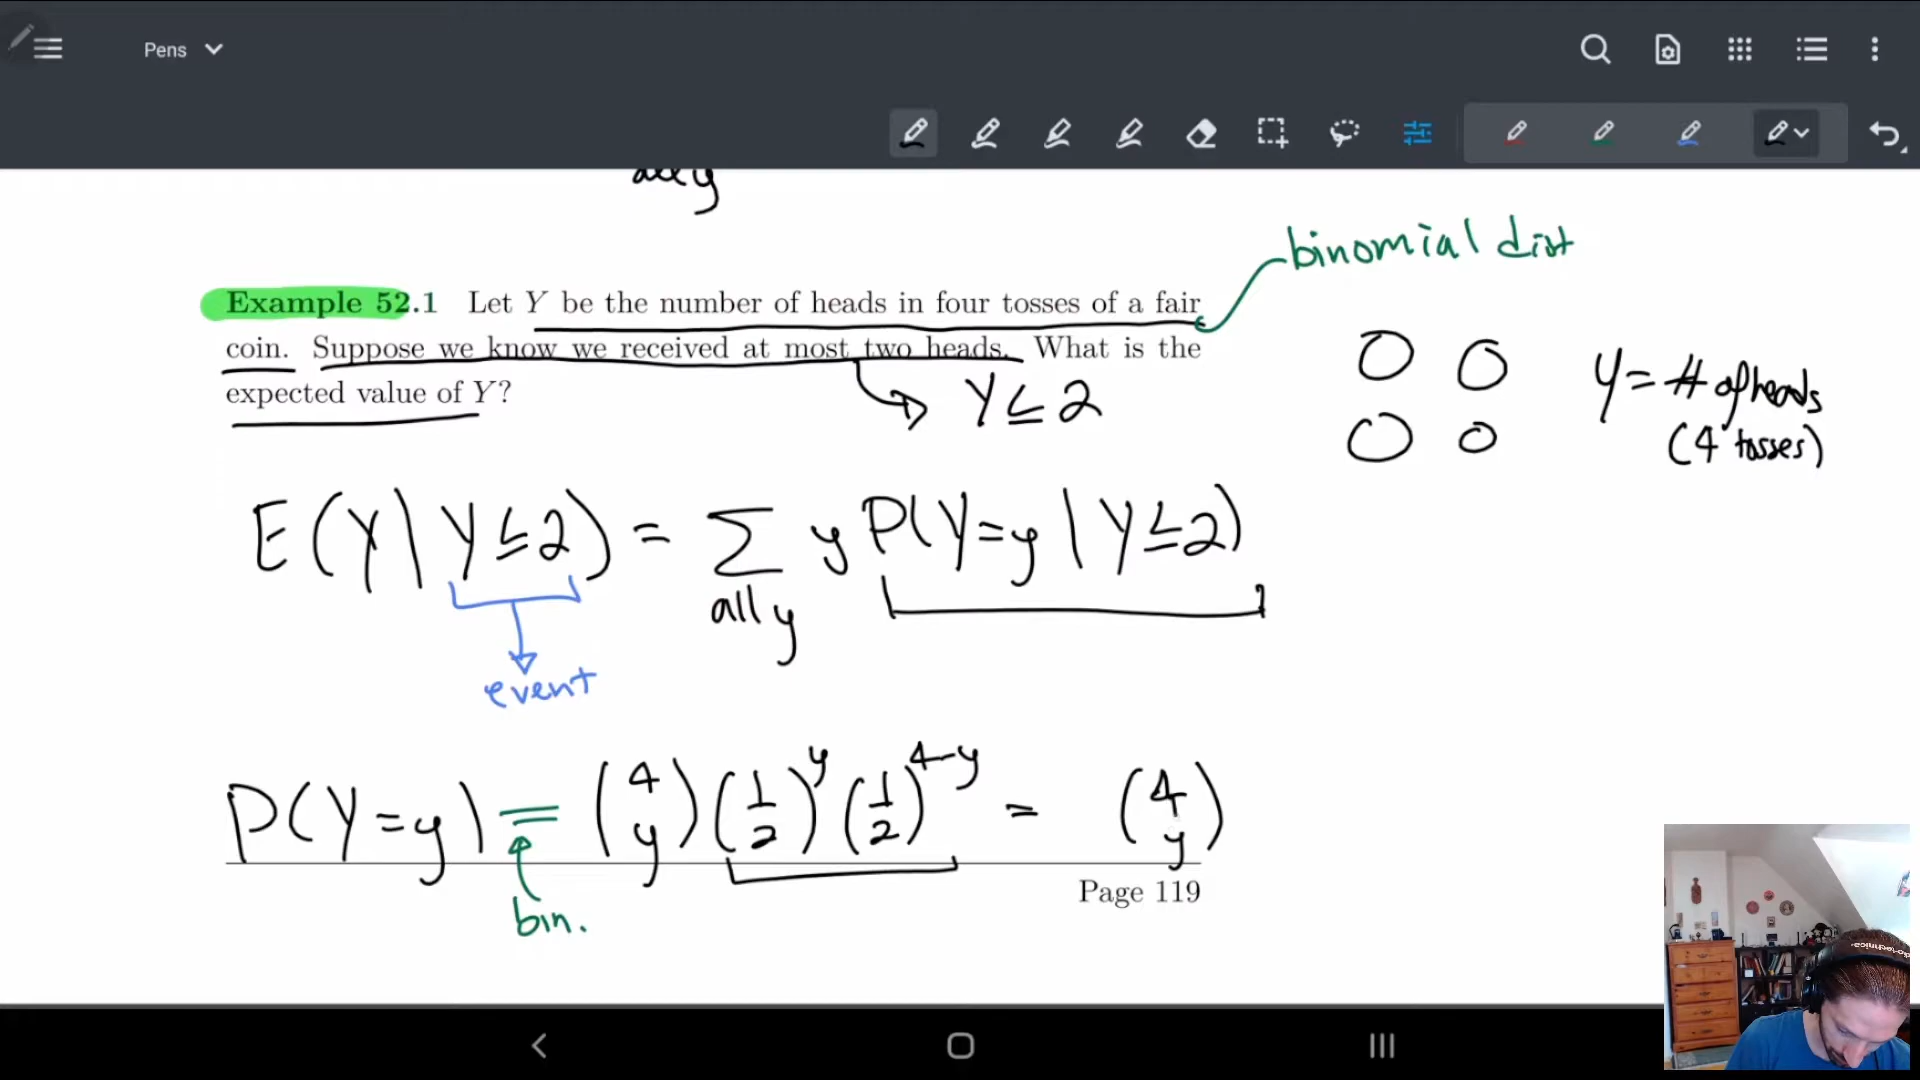 Pens
all y
binomial dist
Example 52.1 Let Y be the number of heads in four tosses of a fair
coin. Suppose we know we received at most two heads. What is the
expected value of Y?
Y ≤ 2
Y = # of heads
(4 tosses)
E(Y | Y ≤ 2) = ∑ y P(Y=y | Y ≤ 2)
all y
event
P(Y=y) = (4 y) (1/2)^y (1/2)^4-y = (4 y)
Page 119
bin.